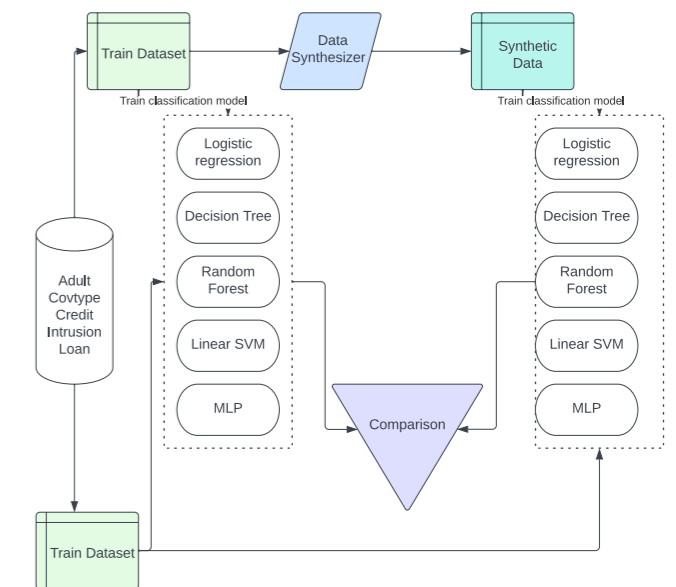 Train Dataset
Data
Synthesizer
Synthetic
Data
Train classification model
Train classification model
Logistic
regression
Decision Tree
Random
Forest
Linear SVM
MLP
Logistic
regression
Decision Tree
Random
Forest
Linear SVM
MLP
Adult
Covtype
Credit
Intrusion
Loan
Comparison
Train Dataset